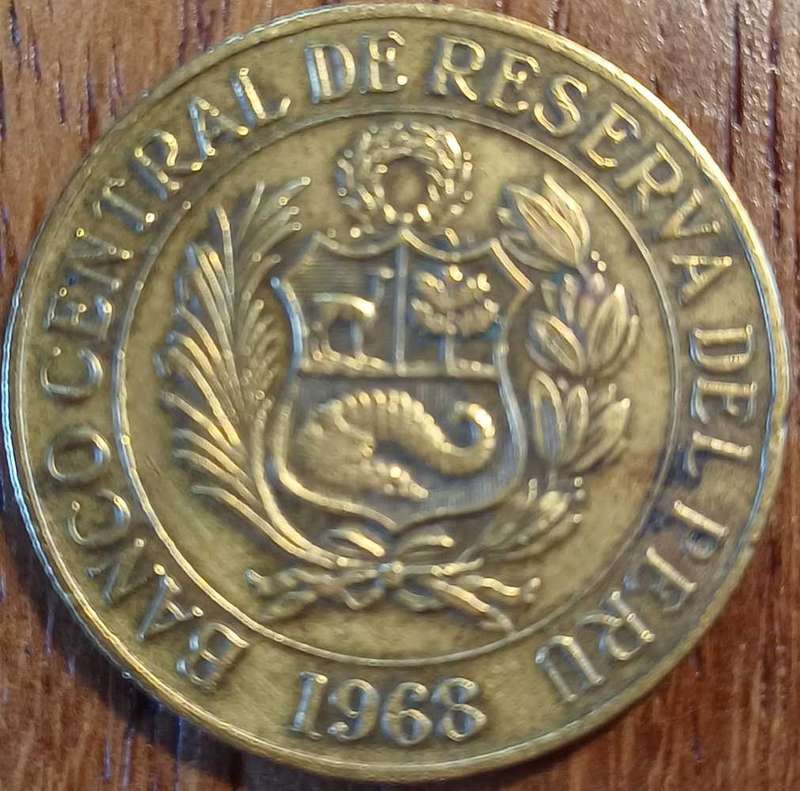 BANCO CENTRAL DE RESERVA DEL PERU
1968